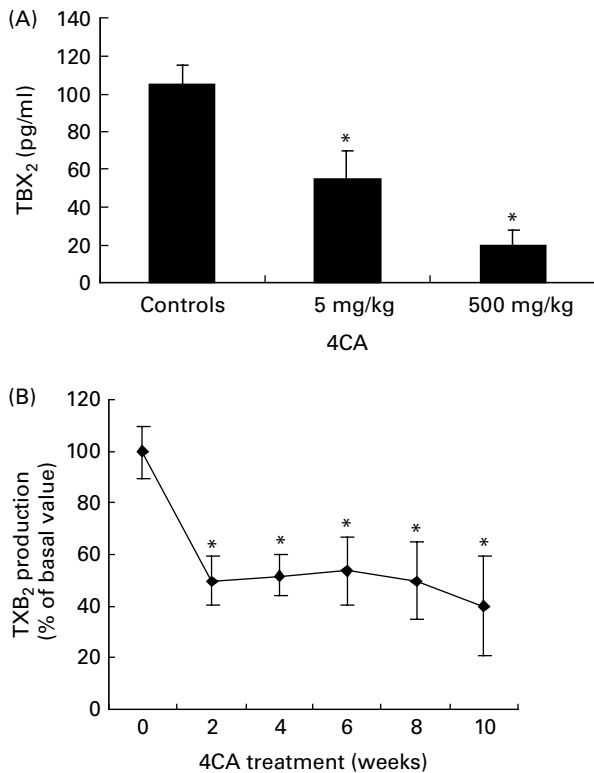 (A)
140
120
100
80
60
40
20
0
TBX₂ (pg/ml)
*
*
Controls 5 mg/kg 500 mg/kg
4CA
(B)
120
100
80
60
40
20
0
TXB₂ production
(% of basal value)
* * * * *
0 2 4 6 8 10
4CA treatment (weeks)